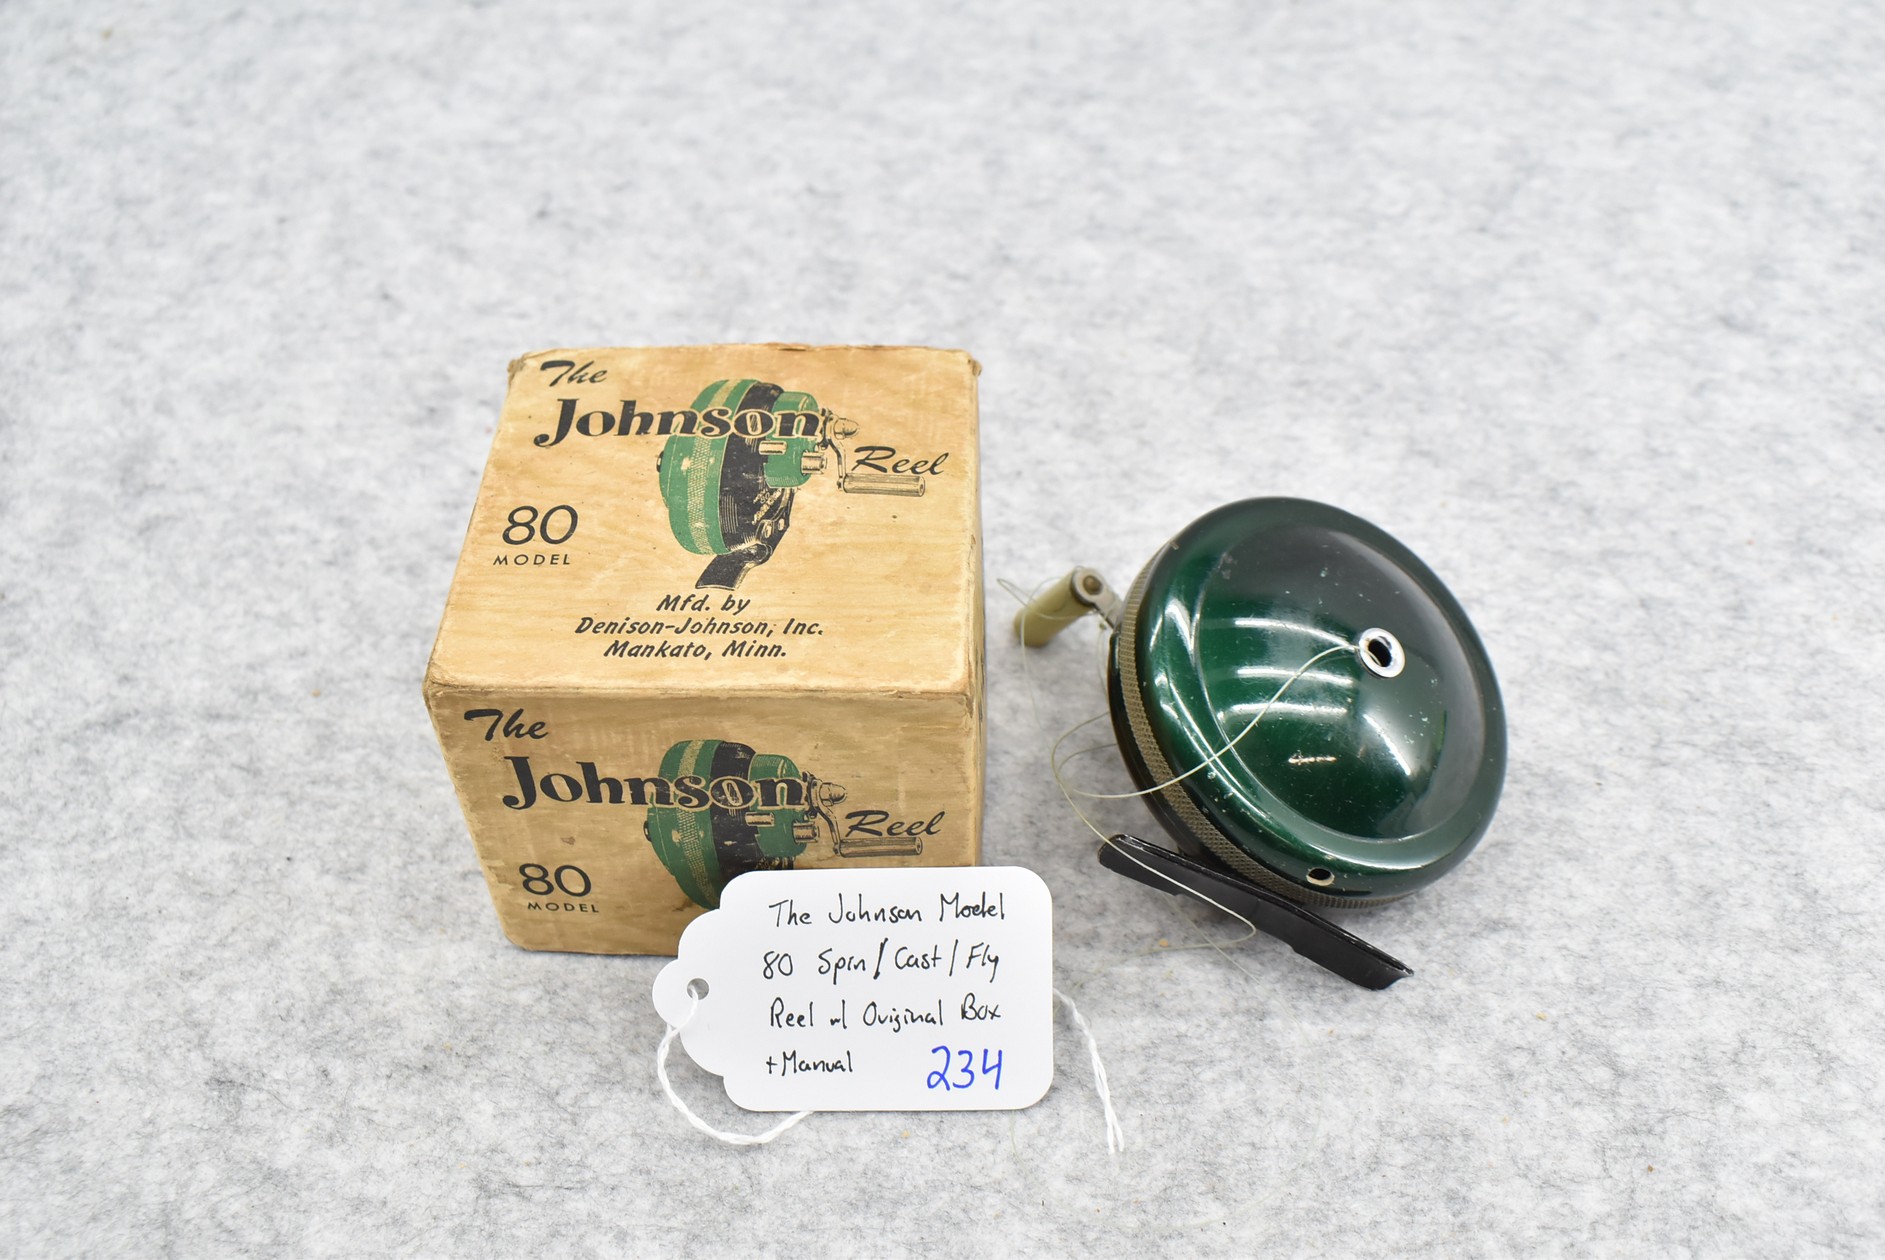 The
Johnson
Reel
80
MODEL
Mfd. by
Denison-Johnson, Inc.
Mankato, Minn.
The
Johnson
Reel
80
MODEL
The Johnson Model
80 Spin/Cast/Fly
Reel w/ Original Box
+Manual 234